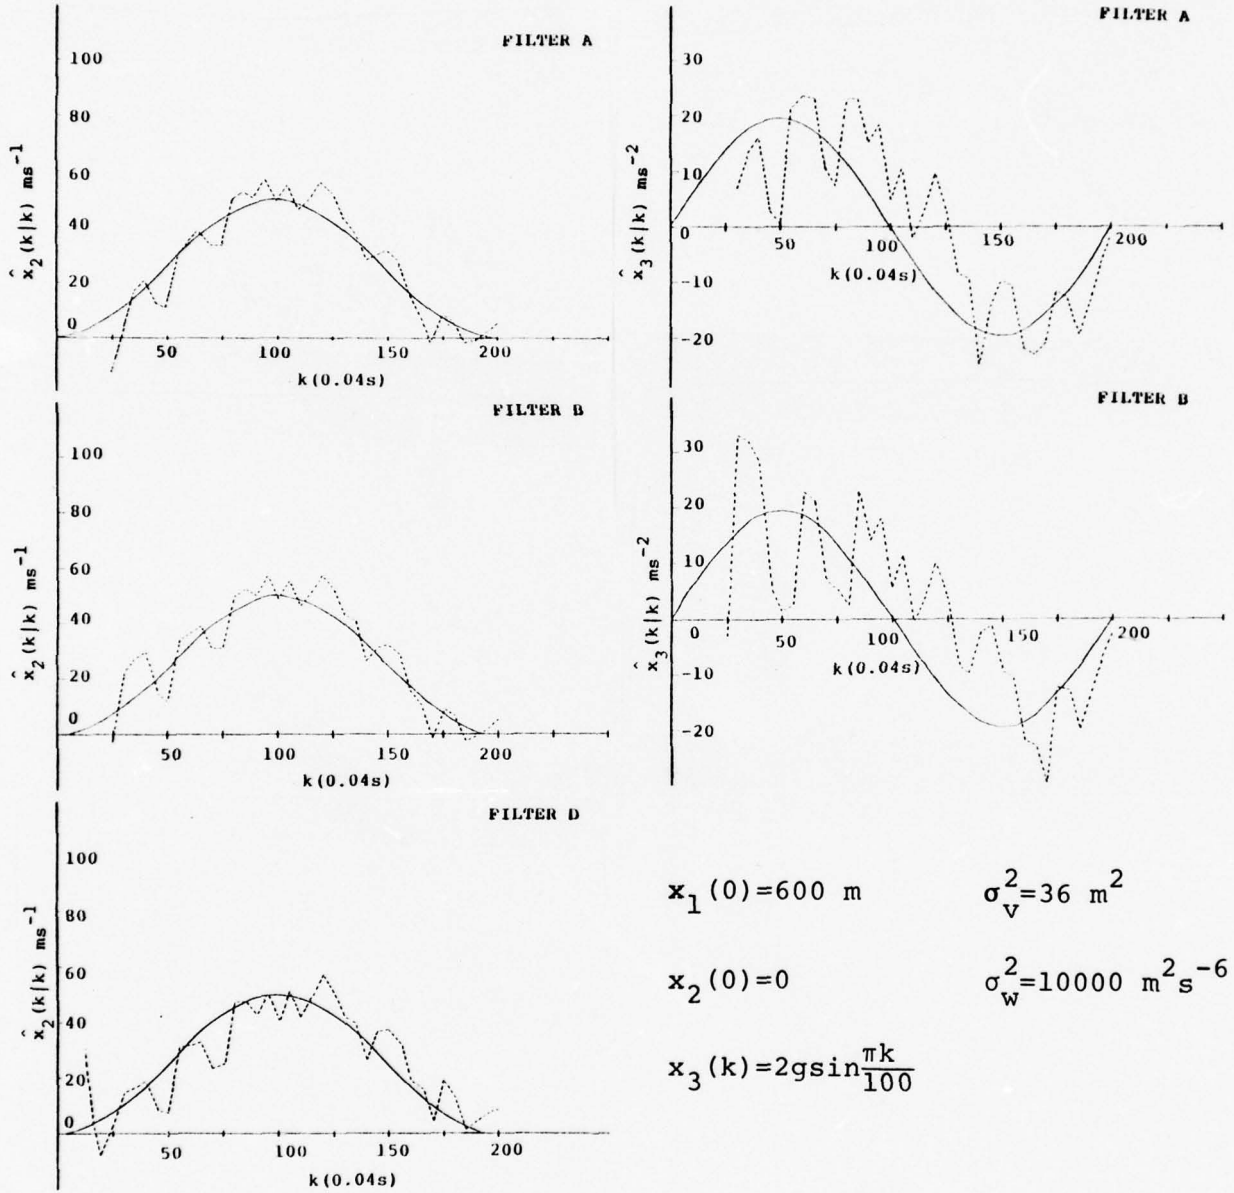 FILTER A
100
80
60
40
20
0
50 100 150 200
k(0.04s)
x̂₂(k|k) ms⁻¹
FILTER A
30
20
10
0
-10
-20
50 100 150 200
k(0.04s)
x̂₃(k|k) ms⁻²
FILTER B
100
80
60
40
20
0
50 100 150 200
k(0.04s)
x̂₂(k|k) ms⁻¹
FILTER B
30
20
10
0
-10
-20
50 100 150 200
k(0.04s)
x̂₃(k|k) ms⁻²
FILTER D
100
80
60
40
20
0
50 100 150 200
k(0.04s)
x̂₂(k|k) ms⁻¹
x₁(0)=600 m σᵥ²=36 m²
x₂(0)=0 σ_w²=10000 m²s⁻⁶
x₃(k)=2gsin πk/100